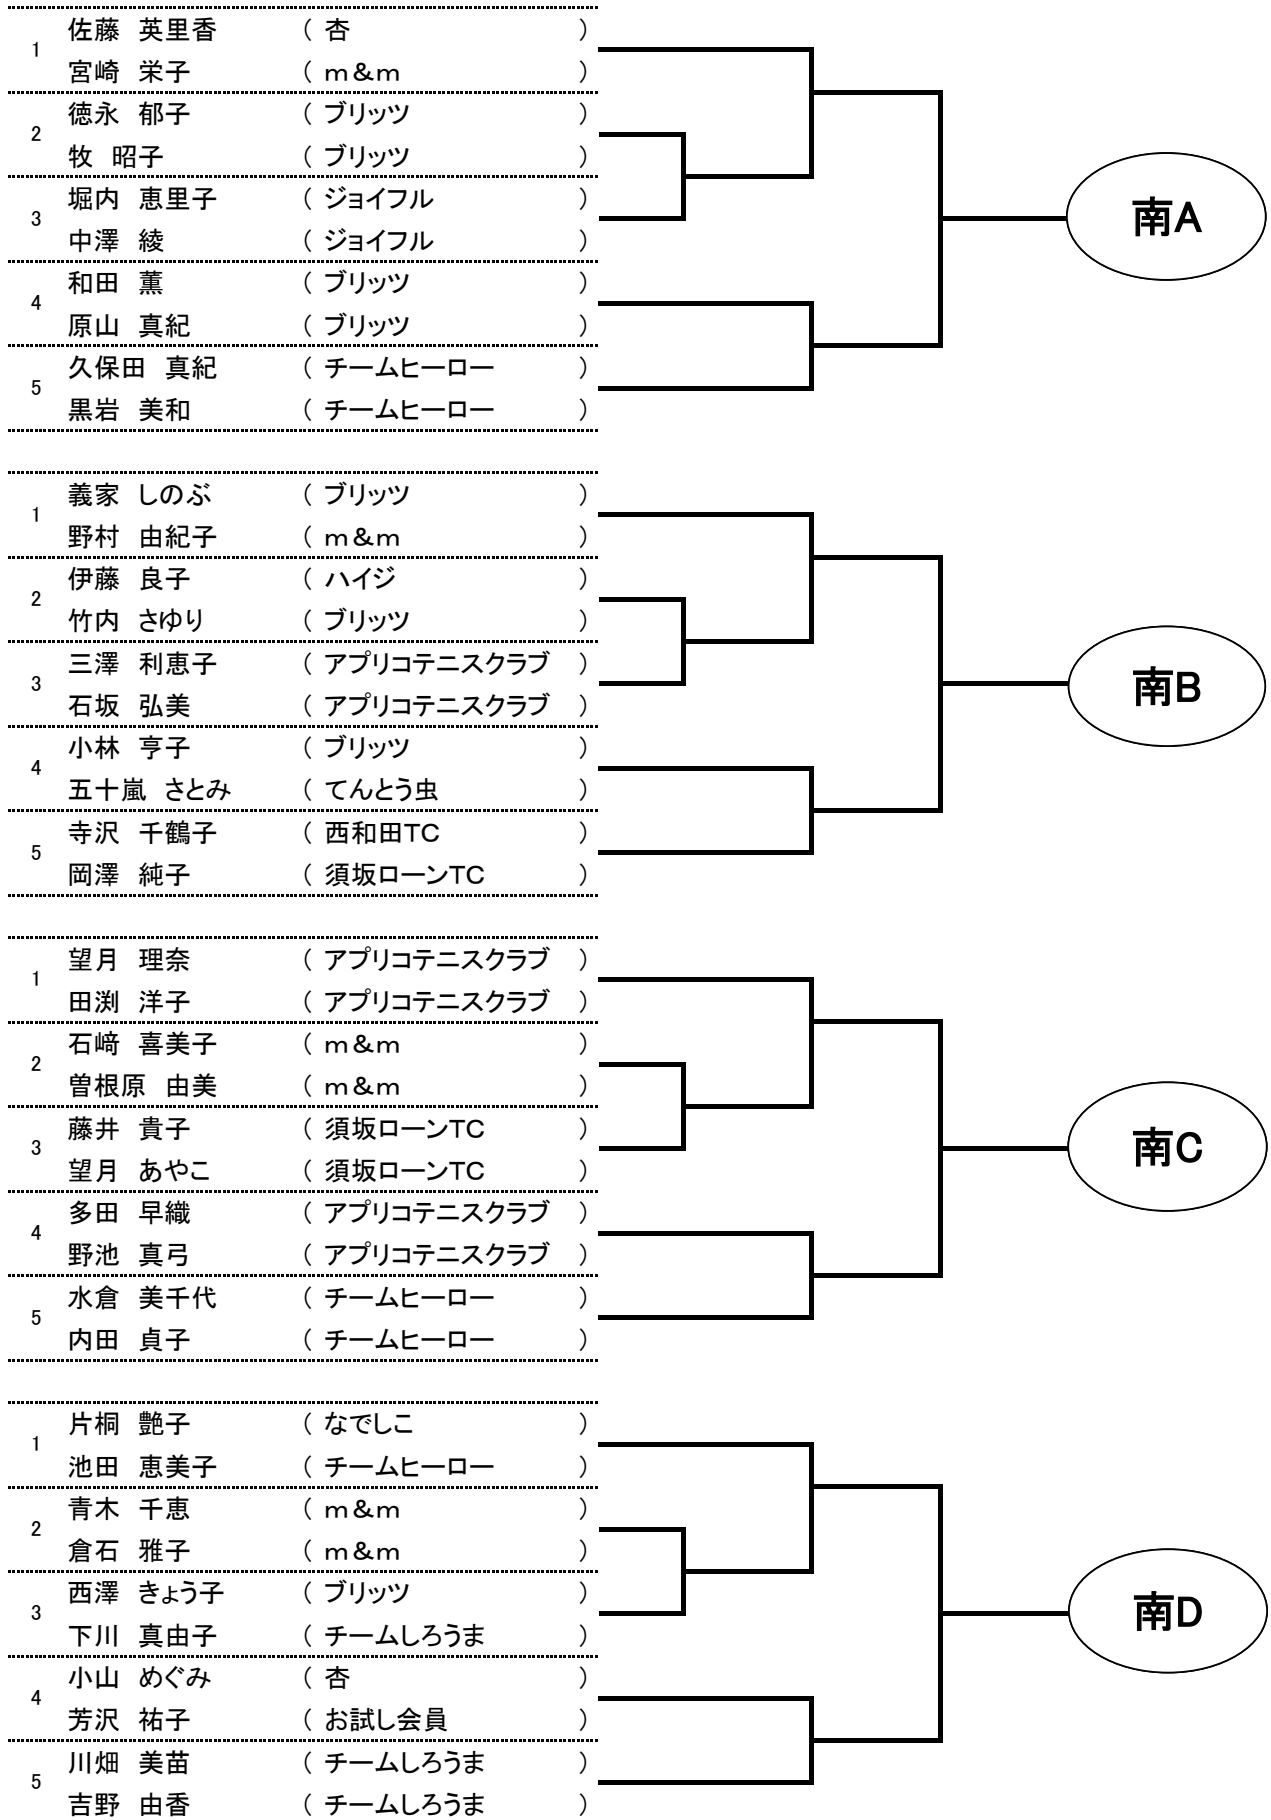 佐藤 英里香 ( 杏 )
1
宮崎 栄子 ( m&m )
徳永 郁子 ( ブリッツ )
2
牧 昭子 ( ブリッツ )
堀内 恵里子 ( ジョイフル )
3
中澤 綾 ( ジョイフル )
南A
和田 薫 ( ブリッツ )
4
原山 真紀 ( ブリッツ )
久保田 真紀 ( チームヒーロー )
5
黒岩 美和 ( チームヒーロー )
義家 しのぶ ( ブリッツ )
1
野村 由紀子 ( m&m )
伊藤 良子 ( ハイジ )
2
竹内 さゆり ( ブリッツ )
三澤 利恵子 ( アプリコテニスクラブ )
3
石坂 弘美 ( アプリコテニスクラブ )
南B
小林 亨子 ( ブリッツ )
4
五十嵐 さとみ ( てんとう虫 )
寺沢 千鶴子 ( 西和田TC )
5
岡澤 純子 ( 須坂ローンTC )
望月 理奈 ( アプリコテニスクラブ )
1
田渕 洋子 ( アプリコテニスクラブ )
石﨑 喜美子 ( m&m )
2
曽根原 由美 ( m&m )
藤井 貴子 ( 須坂ローンTC )
3
望月 あやこ ( 須坂ローンTC )
南C
多田 早織 ( アプリコテニスクラブ )
4
野池 真弓 ( アプリコテニスクラブ )
水倉 美千代 ( チームヒーロー )
5
内田 貞子 ( チームヒーロー )
片桐 艶子 ( なでしこ )
1
池田 恵美子 ( チームヒーロー )
青木 千恵 ( m&m )
2
倉石 雅子 ( m&m )
西澤 きょう子 ( ブリッツ )
3
下川 真由子 ( チームしろうま )
南D
小山 めぐみ ( 杏 )
4
芳沢 祐子 ( お試し会員 )
川畑 美苗 ( チームしろうま )
5
吉野 由香 ( チームしろうま )